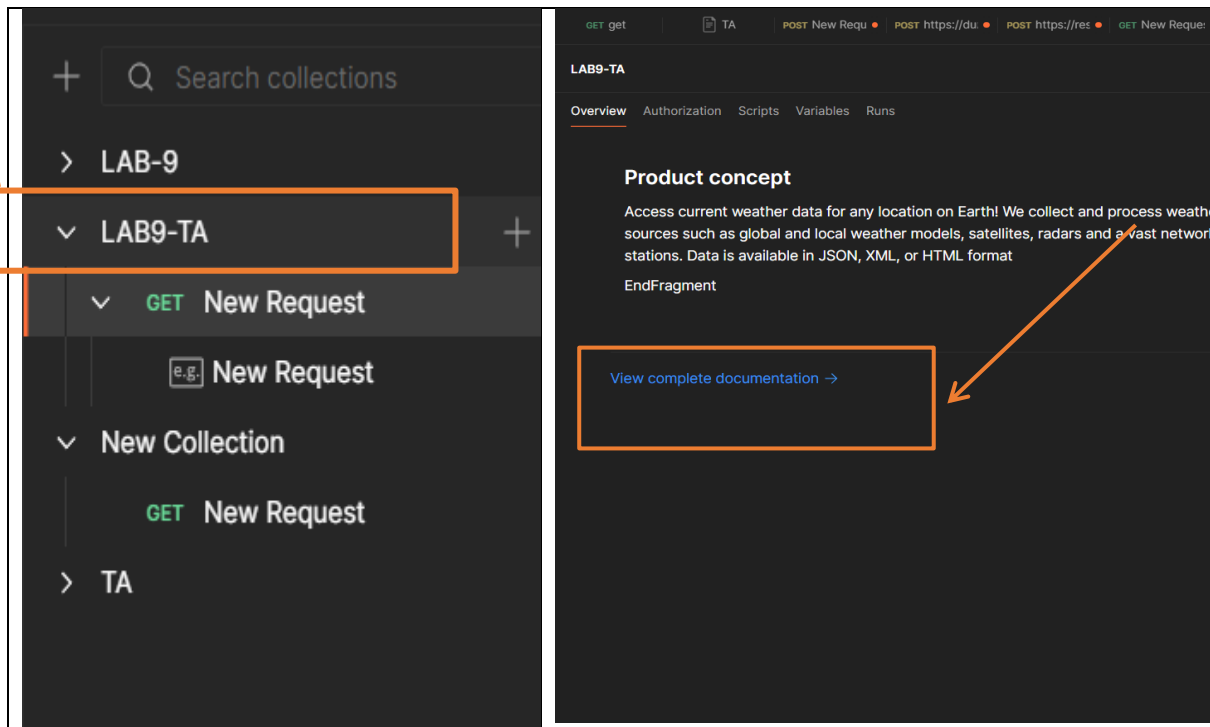 Search collections
LAB-9
LAB9-TA
GET New Request
e.g. New Request
New Collection
GET New Request
TA
GET get TA POST New Requ POST https://du. POST https://res GET New Reque
LAB9-TA
Overview Authorization Scripts Variables Runs
Product concept
Access current weather data for any location on Earth! We collect and process weathe
sources such as global and local weather models, satellites, radars and a vast network
stations. Data is available in JSON, XML, or HTML format
EndFragment
View complete documentation →